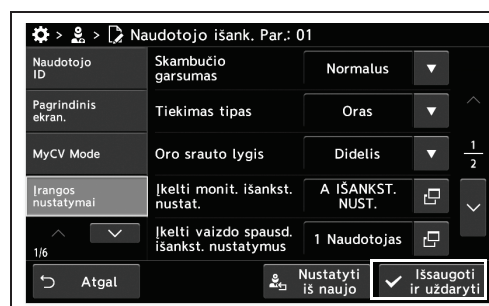 > > Naudotojo išank. Par.: 01
Naudotojo
ID
Pagrindinis
ekran.
MyCV Mode
Įrangos
nustatymai
1/6
Skambučio
garsumas
Normalus
Tiekimas tipas
Oras
Oro srauto lygis
Didelis
Įkelti monit. išankst.
nustat.
A IŠANKST.
NUST.
Įkelti vaizdo spausd.
išankst. nustatymus
1 Naudotojas
1
2
Atgal
Nustatyti
iš naujo
Išsaugoti
ir uždaryti